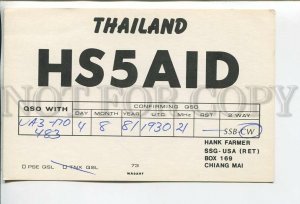 THAILAND
HS5AID
QSO WITH
CONFIRMING QSO
DAY MONTH YEAR GMT MHz RST 2-WAY
UA3-170
483
4 8 81 1930 21 — SSB-CW
HANK FARMER
SSG-USA (RET)
BOX 169
CHIANG MAI
□ PSE QSL □ TNK QSL 73
NOT FOR